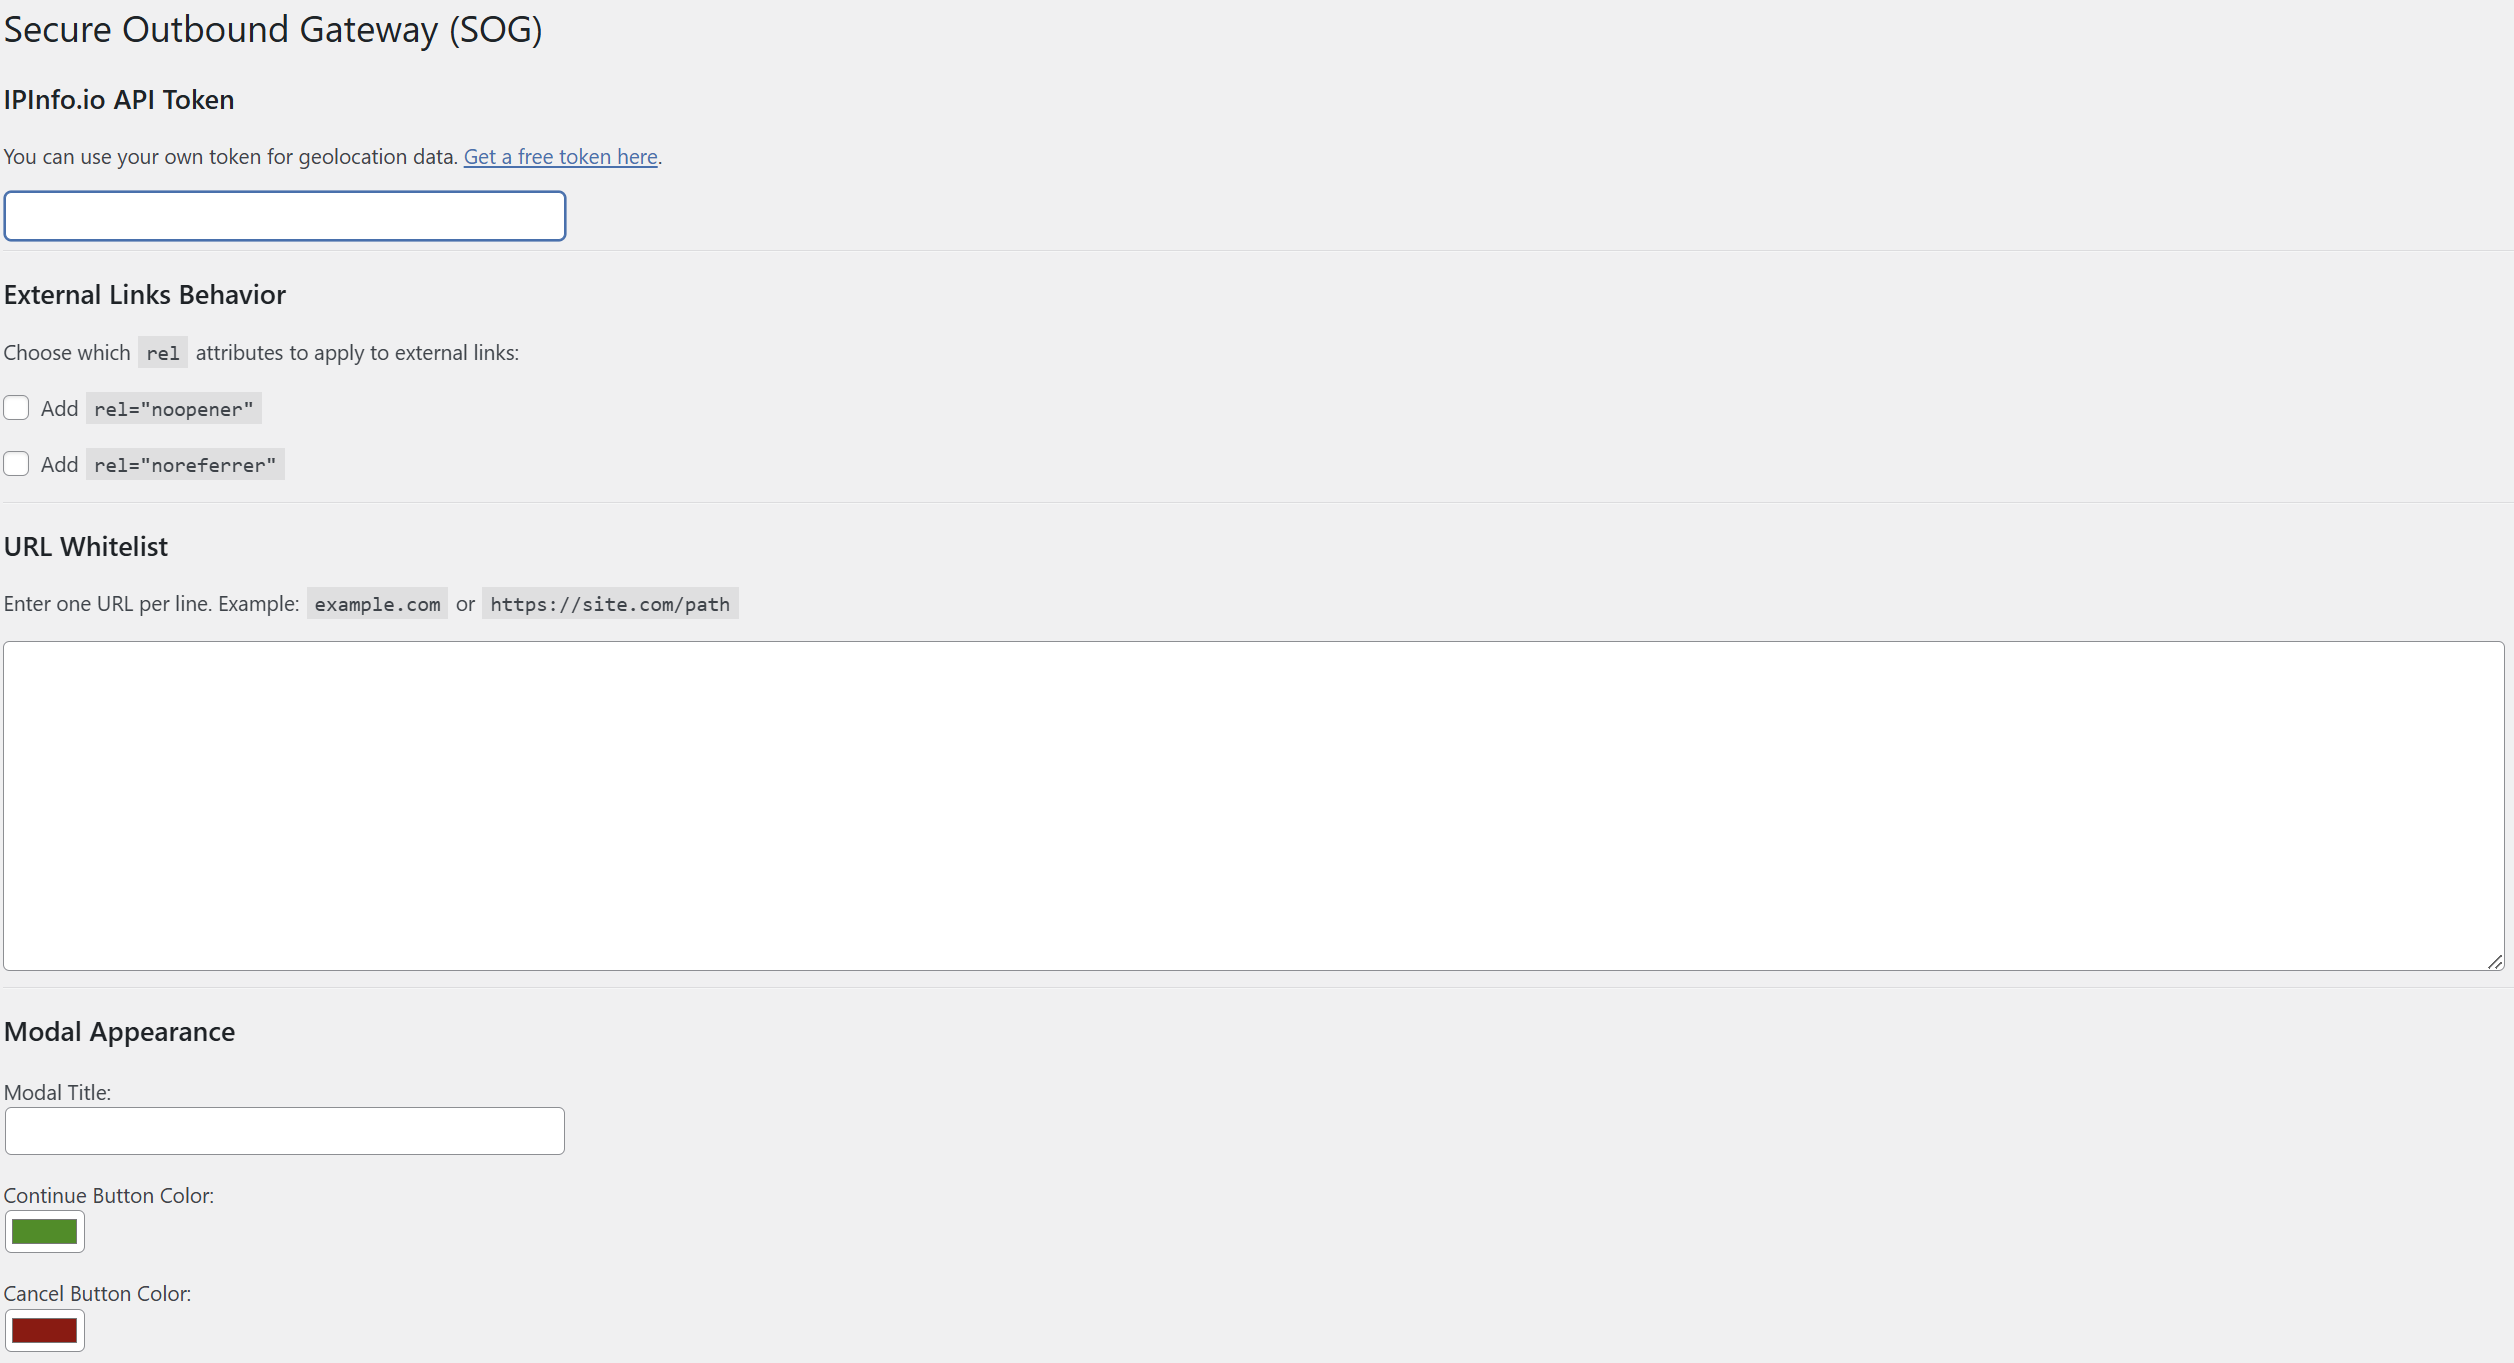 Secure Outbound Gateway (SOG)
IPInfo.io API Token
You can use your own token for geolocation data. Get a free token here.
External Links Behavior
Choose which rel attributes to apply to external links:
Add rel="noopener"
Add rel="noreferrer"
URL Whitelist
Enter one URL per line. Example: example.com or https://site.com/path
Modal Appearance
Modal Title:
Continue Button Color:
Cancel Button Color: